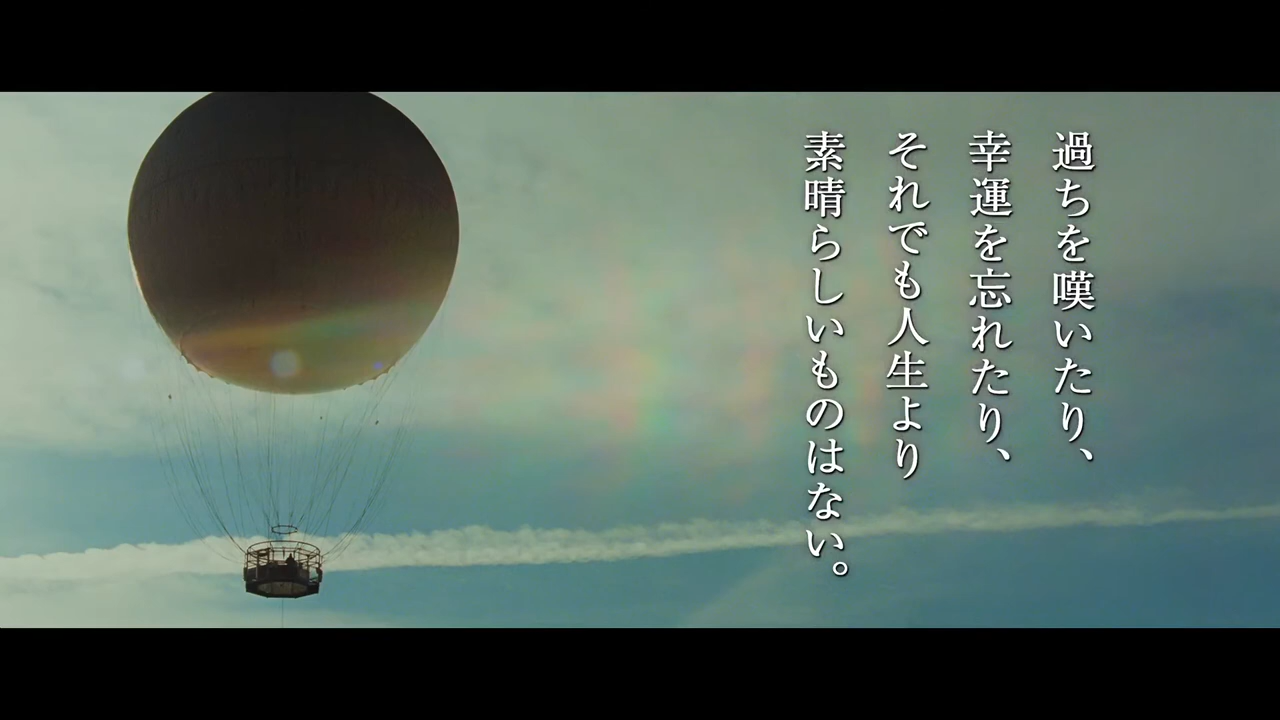 過ちを嘆いたり、
幸運を忘れたり、
それでも人生より
素晴らしいものはない。